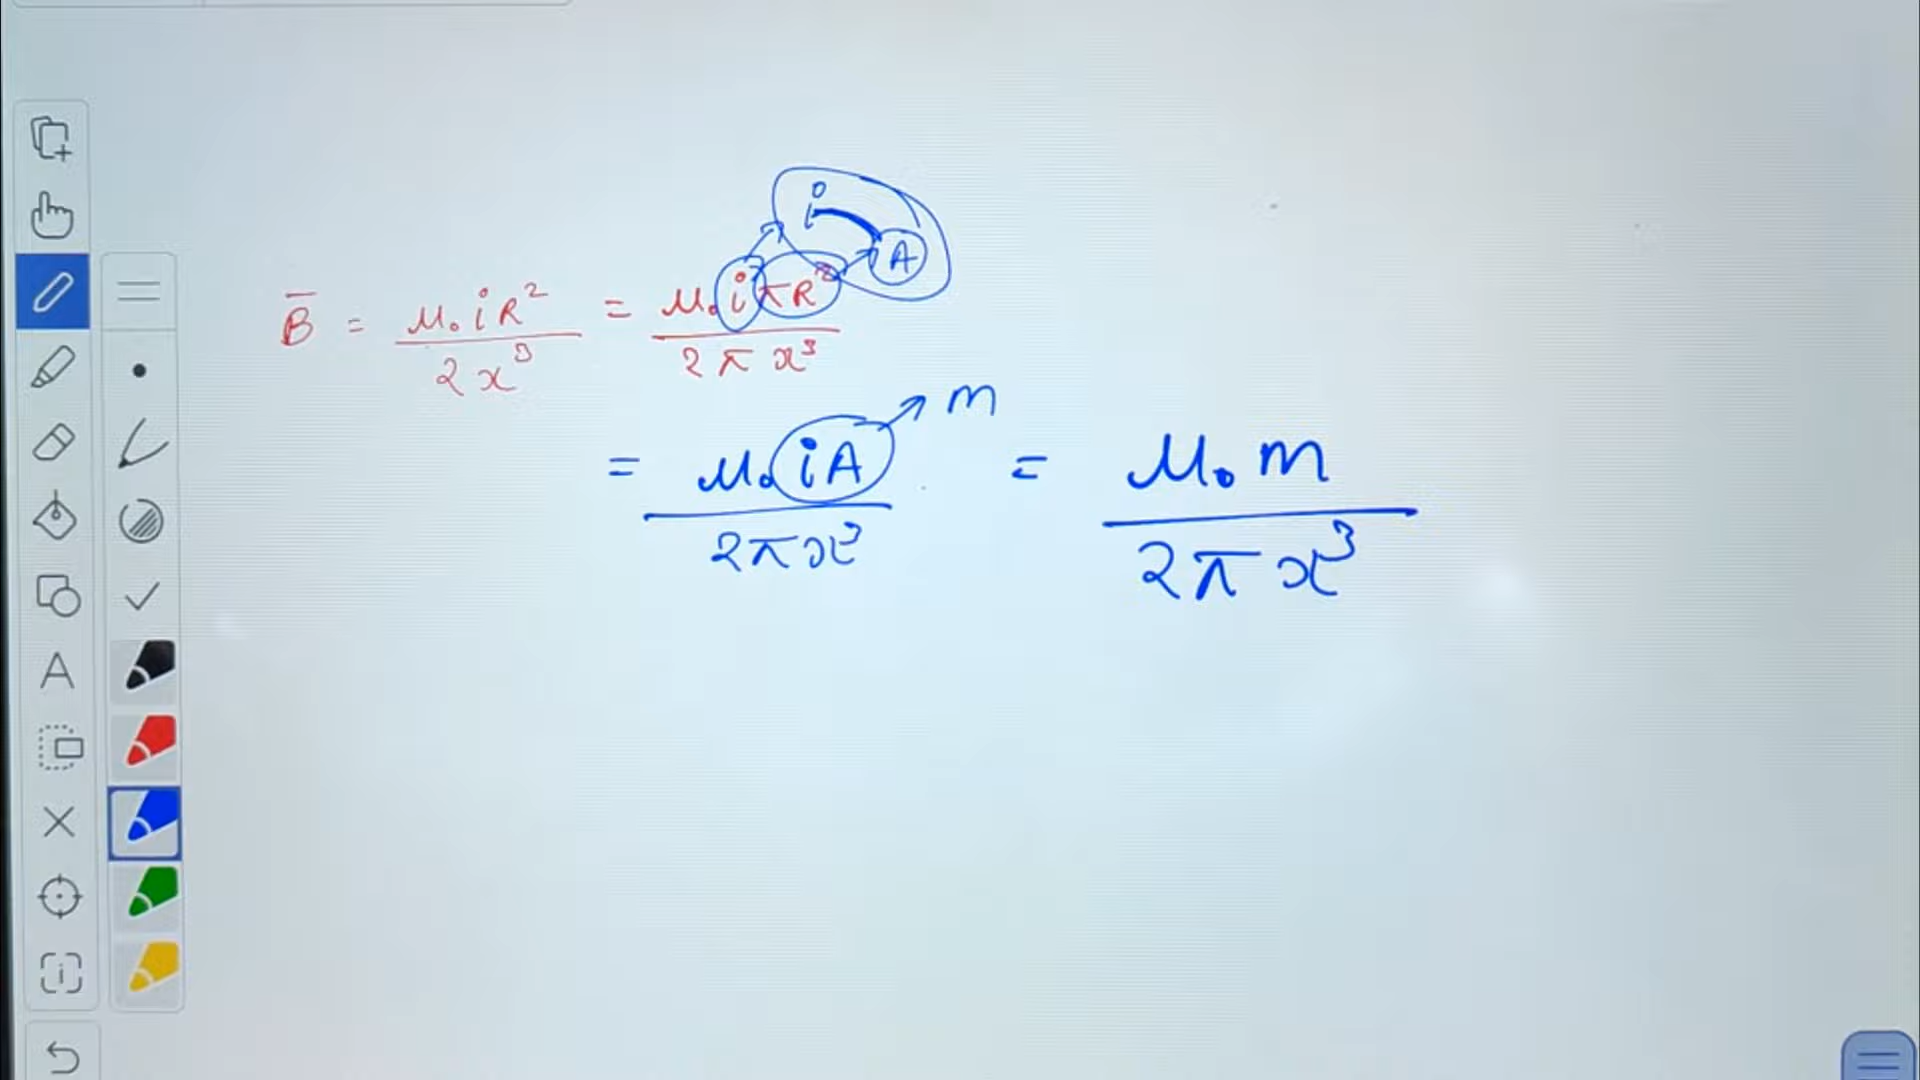 i A
B̅ = μ₀iR² / 2x³ = μ₀iπR² / 2πx³
= μ₀iA / 2πx³ → m = μ₀m / 2πx³
A